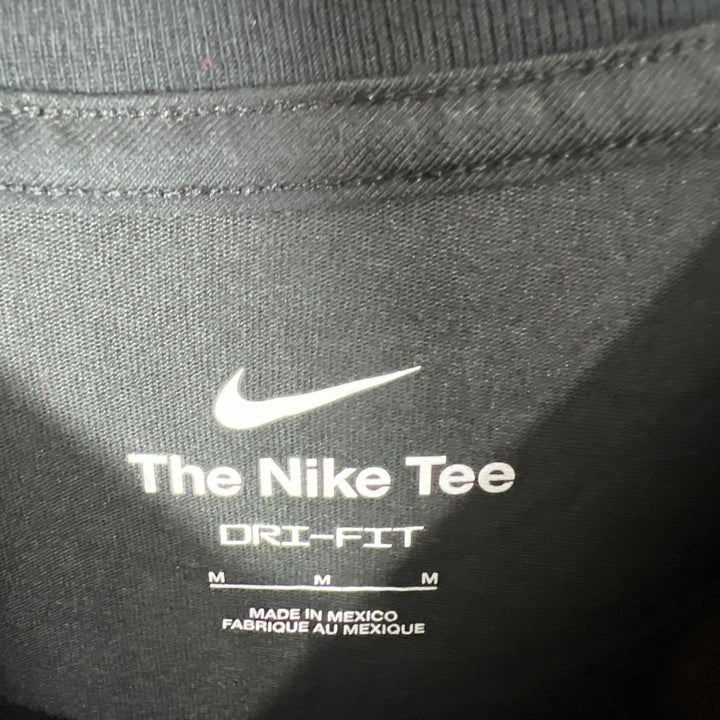 The Nike Tee
DRI-FIT
M M M
MADE IN MEXICO
FABRIQUE AU MEXIQUE